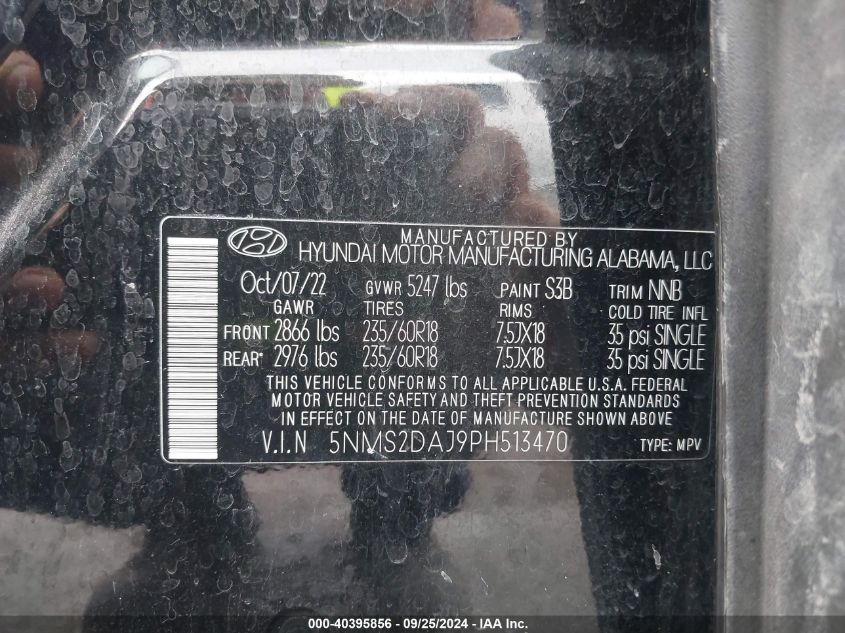 MANUFACTURED BY
HYUNDAI MOTOR MANUFACTURING ALABAMA, LLC
Oct/07/22 GVWR 5247 lbs PAINT S3B TRIM NNB
GAWR TIRES RIMS COLD TIRE INFL
FRONT 2866 lbs 235/60R18 7.5JX18 35 psi SINGLE
REAR* 2976 lbs 235/60R18 7.5JX18 35 psi SINGLE
THIS VEHICLE CONFORMS TO ALL APPLICABLE U.S.A. FEDERAL
MOTOR VEHICLE SAFETY AND THEFT PREVENTION STANDARDS
IN EFFECT ON THE DATE OF MANUFACTURE SHOWN ABOVE
V.I.N 5NMS2DAJ9PH513470 TYPE: MPV
000-40395856 - 09/25/2024 - IAA Inc.